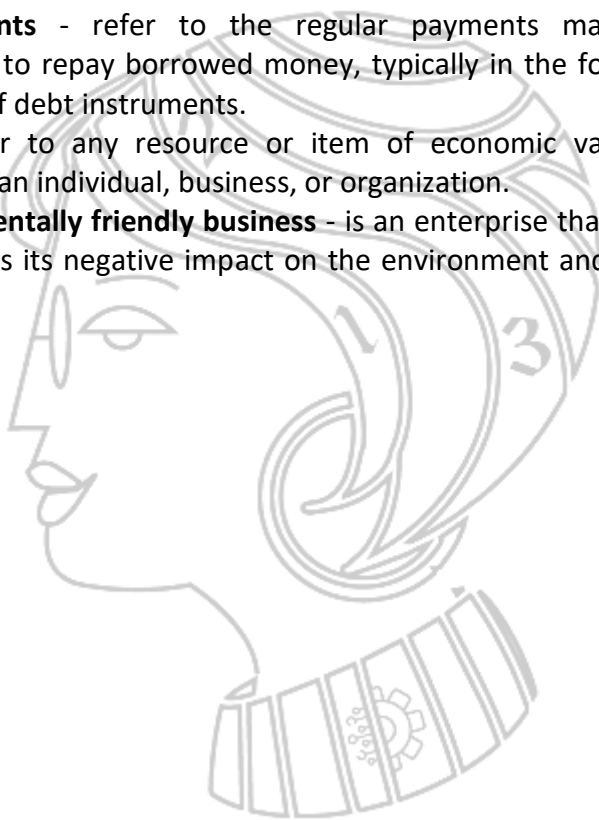 nts - refer to the regular payments ma
to repay borrowed money, typically in the fo
f debt instruments.
r to any resource or item of economic va
an individual, business, or organization.
entally friendly business - is an enterprise tha
s its negative impact on the environment and
1 3